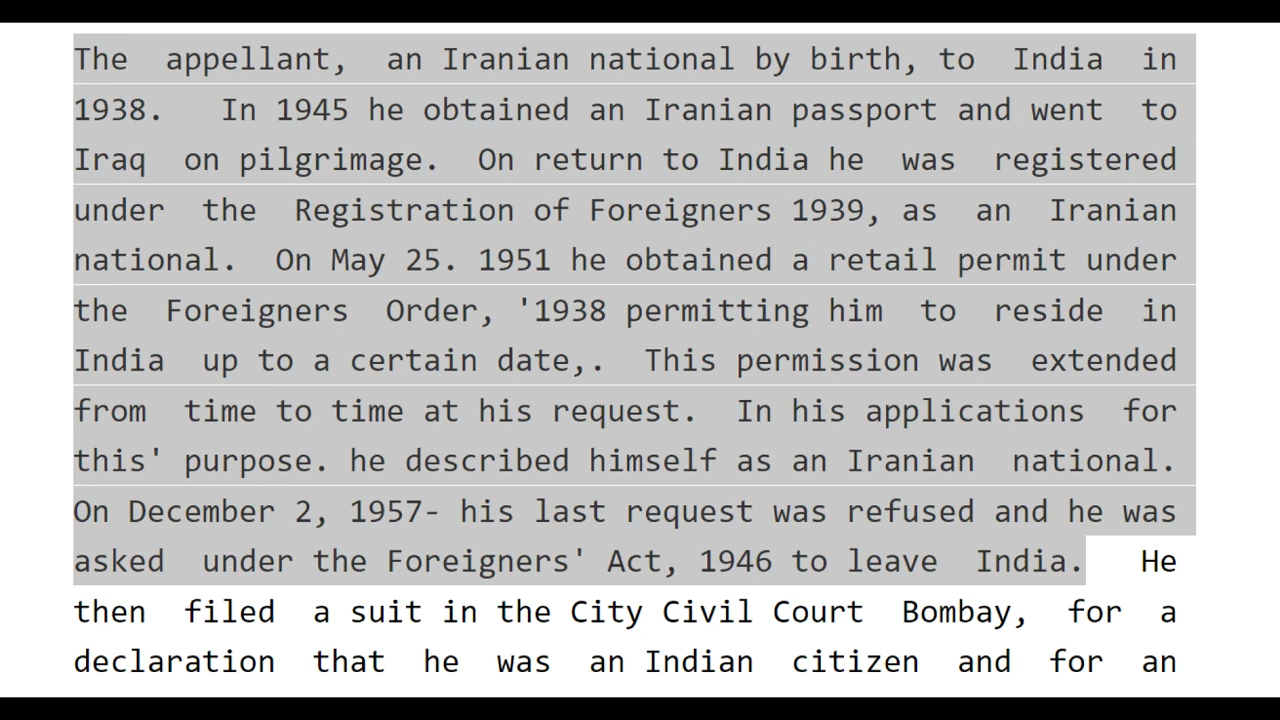 The appellant, an Iranian national by birth, to India in
1938. In 1945 he obtained an Iranian passport and went to
Iraq on pilgrimage. On return to India he was registered
under the Registration of Foreigners 1939, as an Iranian
national. On May 25. 1951 he obtained a retail permit under
the Foreigners Order, '1938 permitting him to reside in
India up to a certain date,. This permission was extended
from time to time at his request. In his applications for
this' purpose. he described himself as an Iranian national.
On December 2, 1957- his last request was refused and he was
asked under the Foreigners' Act, 1946 to leave India. He
then filed a suit in the City Civil Court Bombay, for a
declaration that he was an Indian citizen and for an